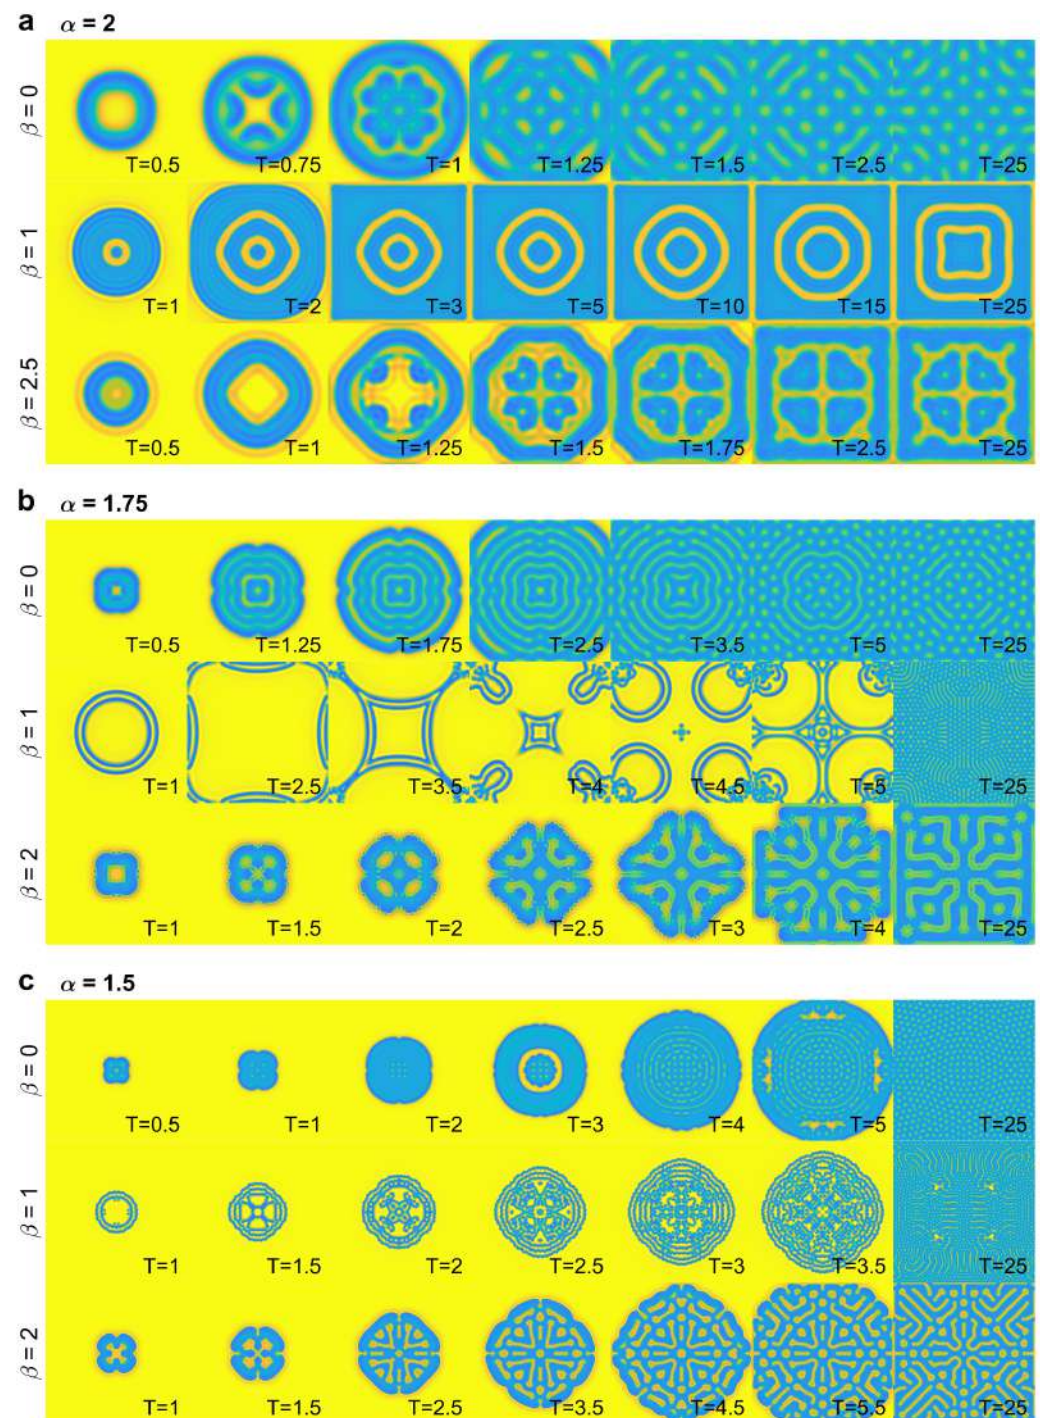 a α = 2
β = 0
T=0.5 T=0.75 T=1 T=1.25 T=1.5 T=2.5 T=25
β = 1
T=1 T=2 T=3 T=5 T=10 T=15 T=25
β = 2.5
T=0.5 T=1 T=1.25 T=1.5 T=1.75 T=2.5 T=25
b α = 1.75
β = 0
T=0.5 T=1.25 T=1.75 T=2.5 T=3.5 T=5 T=25
β = 1
T=1 T=2.5 T=3.5 T=4 T=4.5 T=5 T=25
β = 2
T=1 T=1.5 T=2 T=2.5 T=3 T=4 T=25
c α = 1.5
β = 0
T=0.5 T=1 T=2 T=3 T=4 T=5 T=25
β = 1
T=1 T=1.5 T=2 T=2.5 T=3 T=3.5 T=25
β = 2
T=1 T=1.5 T=2.5 T=3.5 T=4.5 T=5.5 T=25